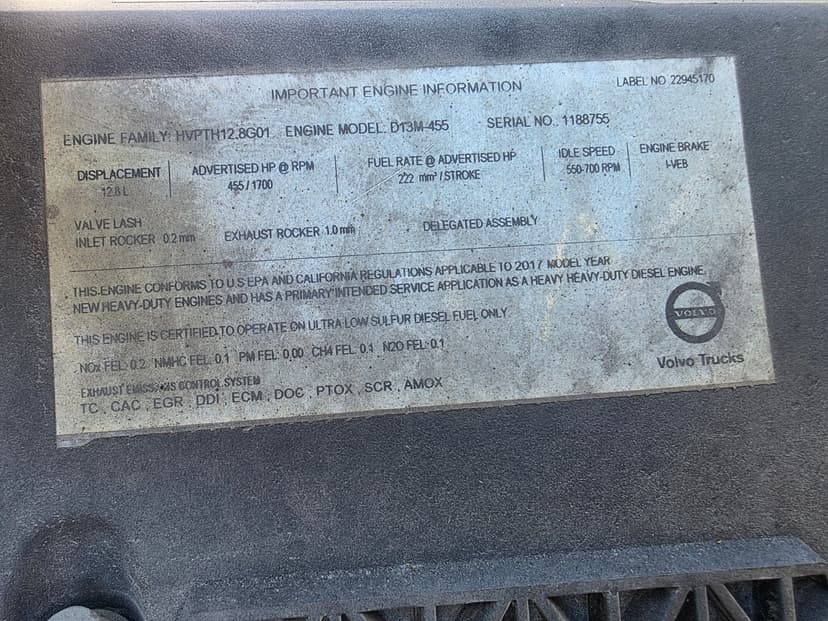 IMPORTANT ENGINE INFORMATION
LABEL NO 22945170
ENGINE FAMILY: HVPTH12.8G01 ENGINE MODEL: D13M-455 SERIAL NO.: 1188755
DISPLACEMENT ADVERTISED HP @ RPM FUEL RATE @ ADVERTISED HP IDLE SPEED ENGINE BRAKE
12.8 L 455 / 1700 222 mm³ / STROKE 550-700 RPM I-VEB
VALVE LASH
INLET ROCKER 0.2 mm EXHAUST ROCKER 1.0 mm DELEGATED ASSEMBLY
THIS ENGINE CONFORMS TO U.S EPA AND CALIFORNIA REGULATIONS APPLICABLE TO 2017 MODEL YEAR
NEW HEAVY-DUTY ENGINES AND HAS A PRIMARY INTENDED SERVICE APPLICATION AS A HEAVY HEAVY-DUTY DIESEL ENGINE.
THIS ENGINE IS CERTIFIED TO OPERATE ON ULTRA LOW SULFUR DIESEL FUEL ONLY
NOx FEL: 0.2 NMHC FEL: 0.1 PM FEL: 0.00 CH4 FEL: 0.1 N2O FEL: 0.1
EXHAUST EMISSIONS CONTROL SYSTEM
TC , CAC , EGR , DDI , ECM , DOC , PTOX , SCR , AMOX
VOLVO
Volvo Trucks